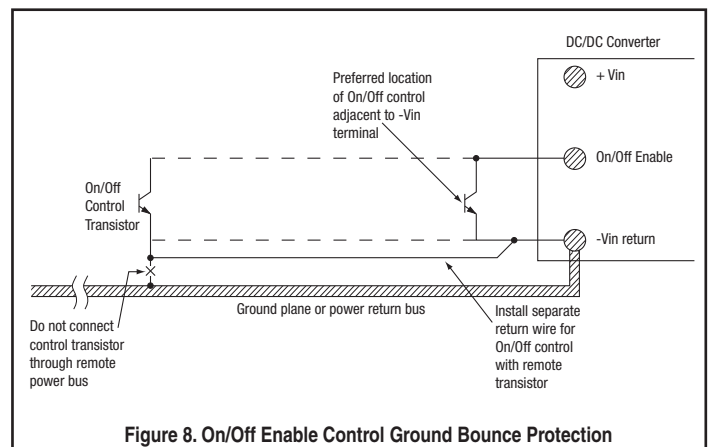 DC/DC Converter
+ Vin
Preferred location
of On/Off control
adjacent to -Vin
terminal
On/Off Enable
On/Off
Control
Transistor
-Vin return
Ground plane or power return bus
Do not connect
control transistor
through remote
power bus
Install separate
return wire for
On/Off control
with remote
transistor
Figure 8. On/Off Enable Control Ground Bounce Protection